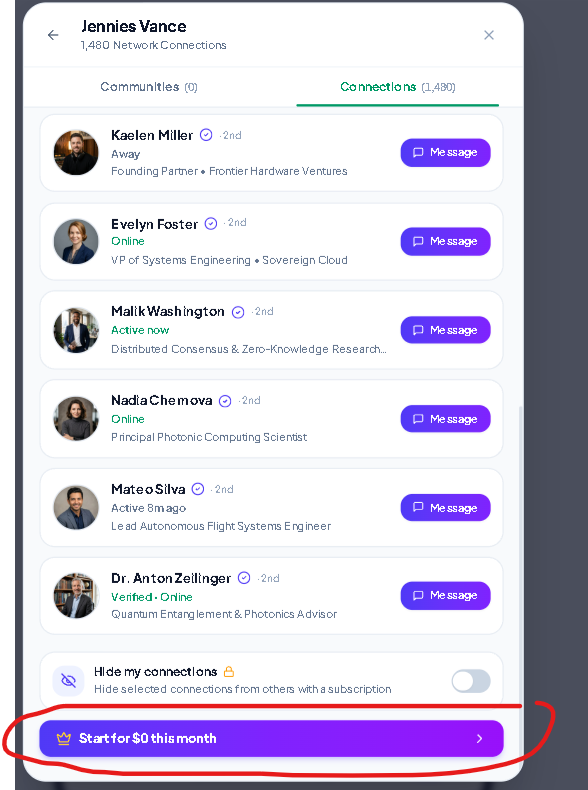 Jennies Vance
1,480 Network Connections
Communities (0)
Connections (1,480)
Kaelen Miller · 2nd
Away
Founding Partner • Frontier Hardware Ventures
Message
Evelyn Foster · 2nd
Online
VP of Systems Engineering • Sovereign Cloud
Message
Malik Washington · 2nd
Active now
Distributed Consensus & Zero-Knowledge Research...
Message
Nadia Chernova · 2nd
Online
Principal Photonic Computing Scientist
Message
Mateo Silva · 2nd
Active 8m ago
Lead Autonomous Flight Systems Engineer
Message
Dr. Anton Zeilinger · 2nd
Verified · Online
Quantum Entanglement & Photonics Advisor
Message
Hide my connections
Hide selected connections from others with a subscription
Start for $0 this month